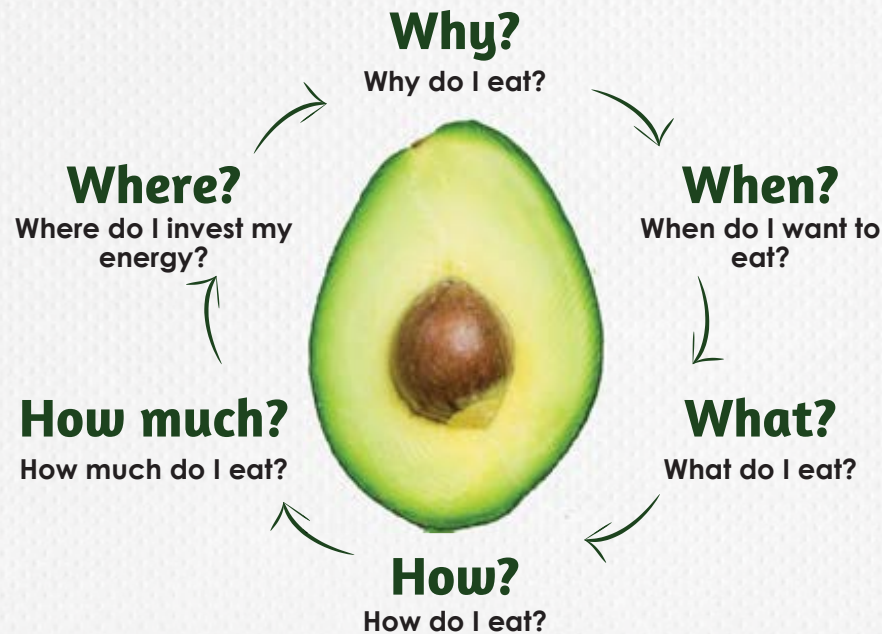 Why?
Why do I eat?
When?
When do I want to
eat?
What?
What do I eat?
How?
How do I eat?
How much?
How much do I eat?
Where?
Where do I invest my
energy?